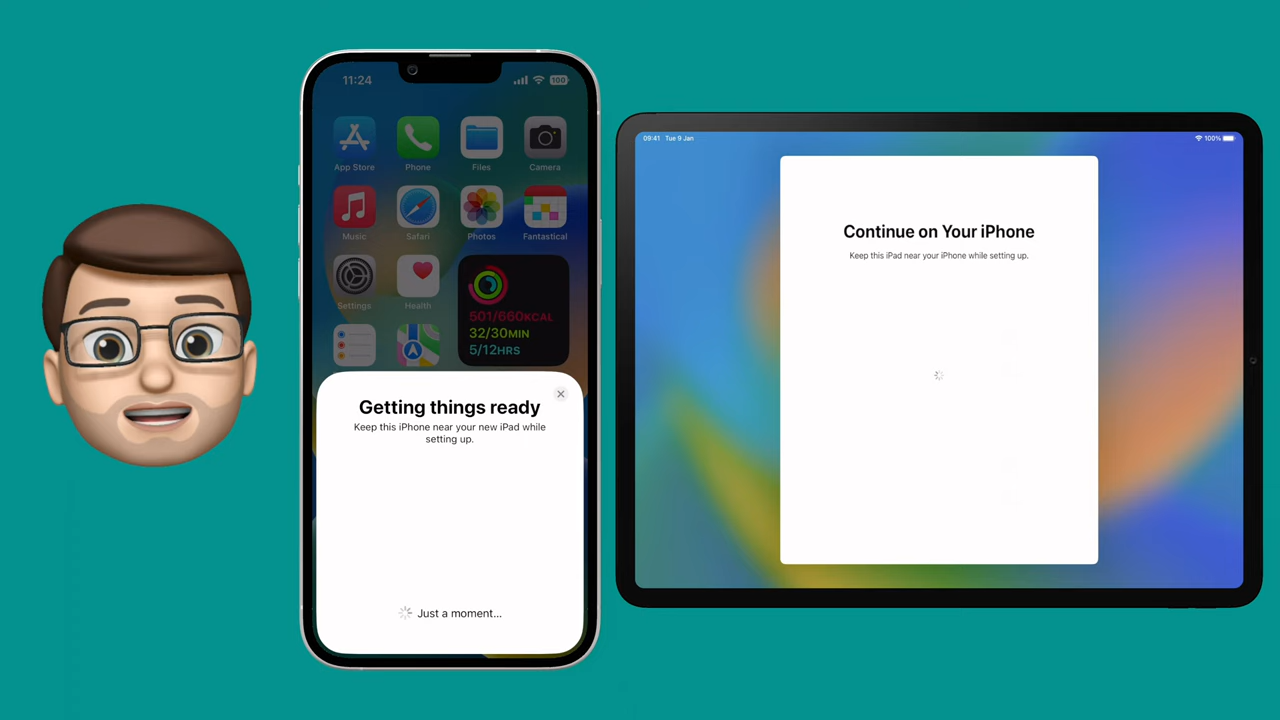 11:24
100
App Store
Phone
Files
Camera
Music
Safari
Photos
Fantastical
Settings
Health
501/660KCAL
32/30MIN
5/12HRS
Getting things ready
Keep this iPhone near your new iPad while
setting up.
Just a moment...
09:41 Tue 9 Jan
100%
Continue on Your iPhone
Keep this iPad near your iPhone while setting up.